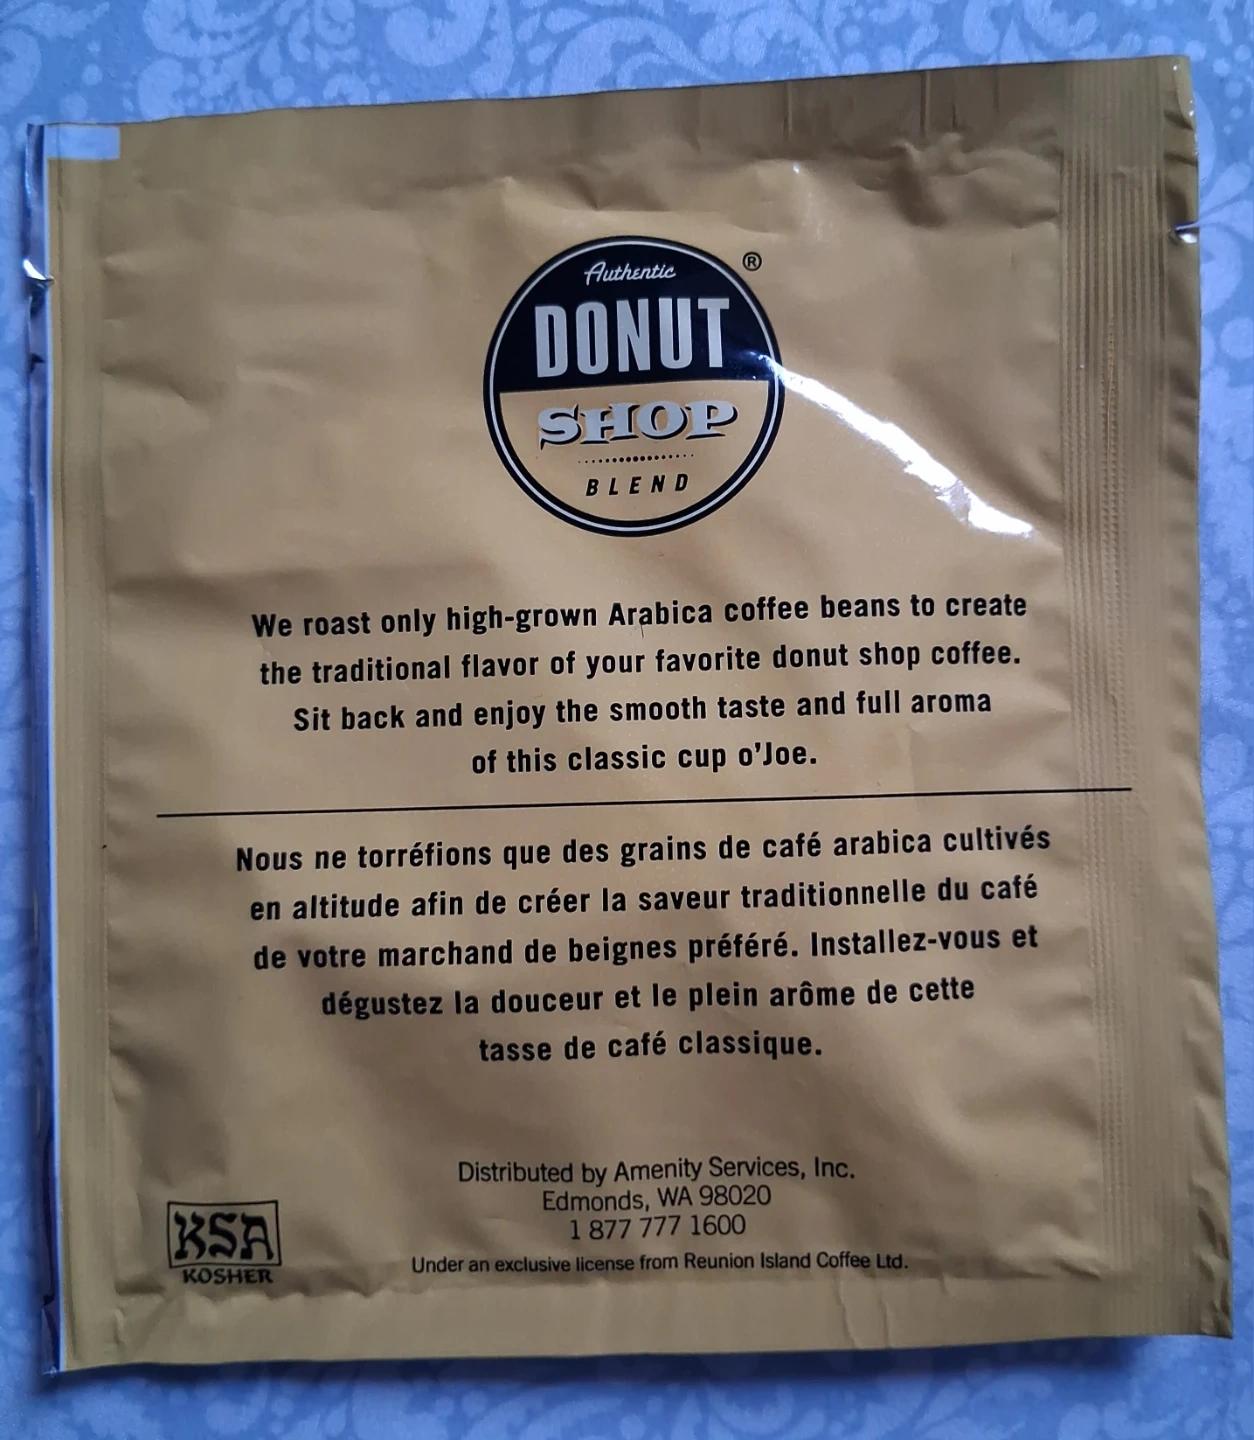 Authentic
DONUT
SHOP
BLEND
®
We roast only high-grown Arabica coffee beans to create
the traditional flavor of your favorite donut shop coffee.
Sit back and enjoy the smooth taste and full aroma
of this classic cup o'Joe.
Nous ne torréfions que des grains de café arabica cultivés
en altitude afin de créer la saveur traditionnelle du café
de votre marchand de beignes préféré. Installez-vous et
dégustez la douceur et le plein arôme de cette
tasse de café classique.
Distributed by Amenity Services, Inc.
Edmonds, WA 98020
1 877 777 1600
Under an exclusive license from Reunion Island Coffee Ltd.
KSA
KOSHER